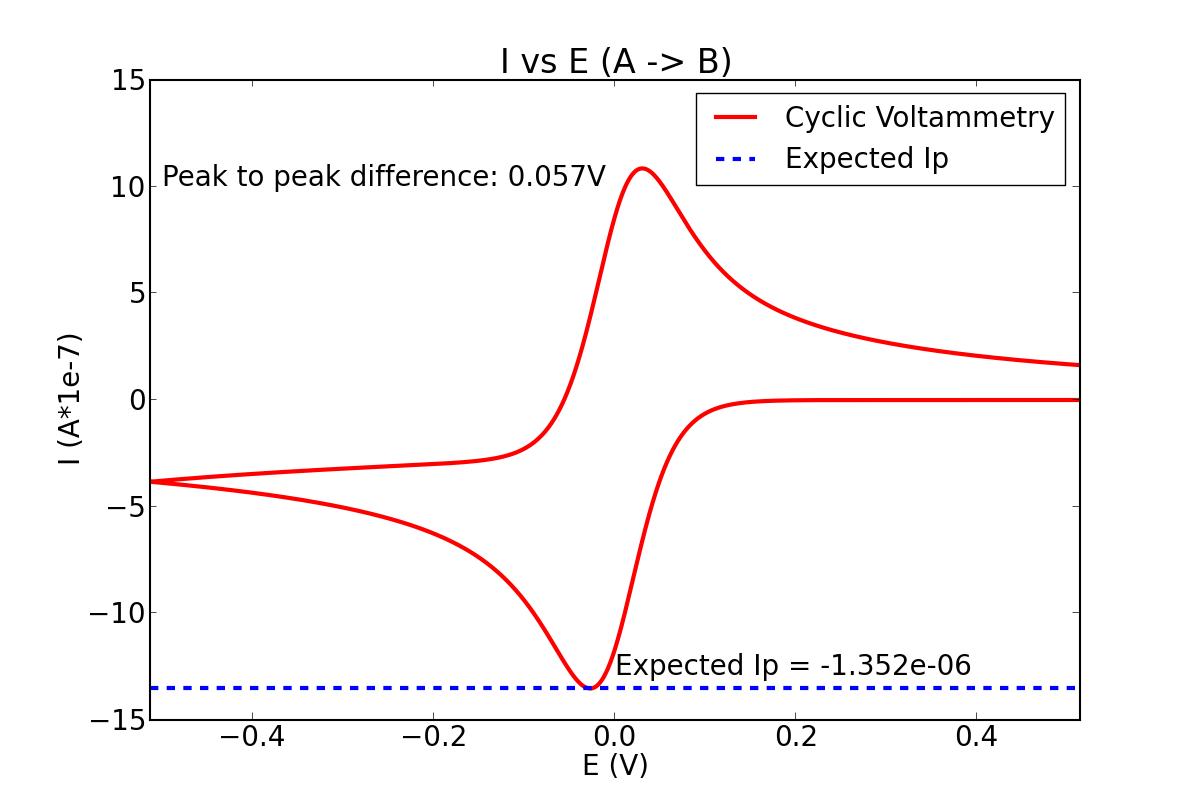 I vs E (A -> B)
Cyclic Voltammetry
Expected Ip
Peak to peak difference: 0.057V
Expected Ip = -1.352e-06
I (A*1e-7)
15
10
5
0
−5
−10
−15
−0.4
−0.2
0.0
0.2
0.4
E (V)